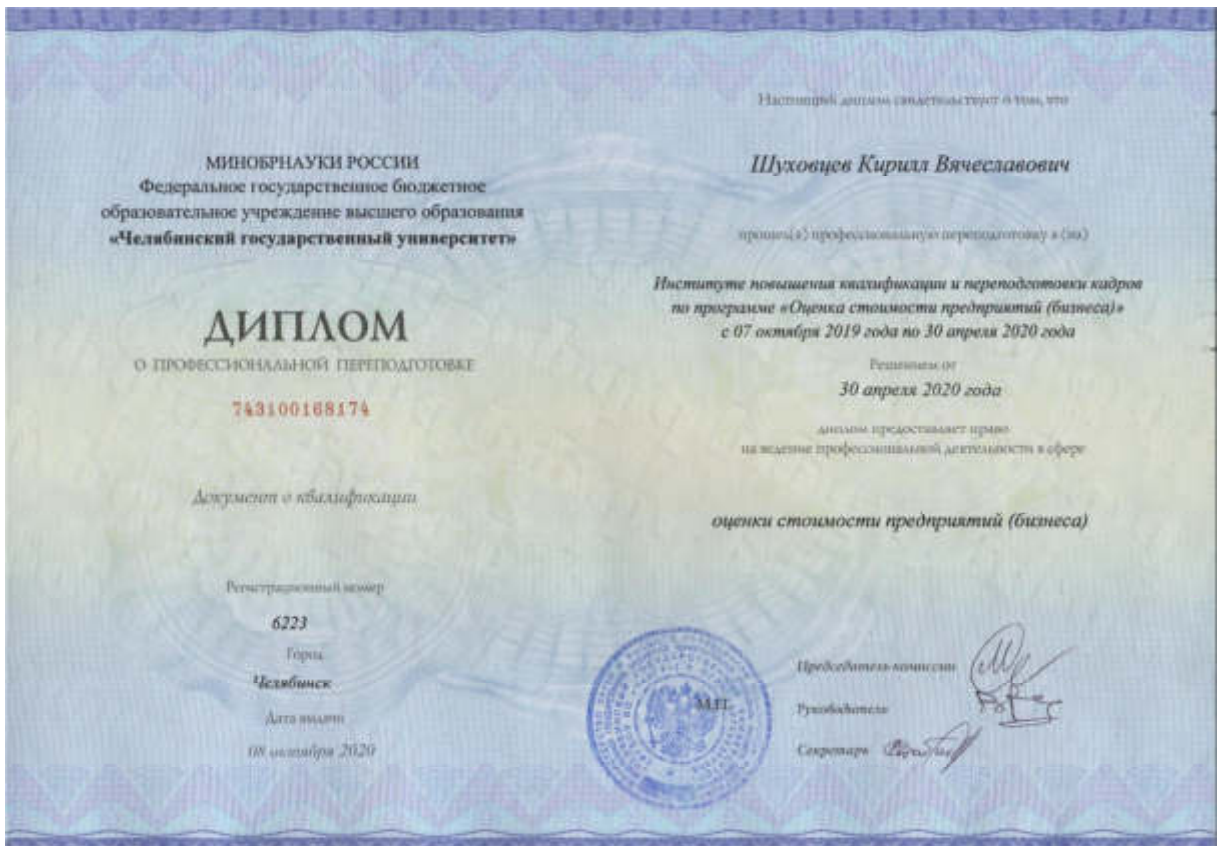 МИНОБРНАУКИ РОССИИ
Федеральное государственное бюджетное
образовательное учреждение высшего образования
«Челябинский государственный университет»
ДИПЛОМ
О ПРОФЕССИОНАЛЬНОЙ ПЕРЕПОДГОТОВКЕ
743100168174
Документ о квалификации
Регистрационный номер
6223
Город
Челябинск
Дата выдачи
08 2020
Настоящий диплом свидетельствует о том, что
Шуховцев Кирилл Вячеславович
прошел(а) профессиональную переподготовку в (на)
Институте повышения квалификации и переподготовки кадров
по программе «Оценка стоимости предприятий (бизнеса)»
с 07 октября 2019 года по 30 апреля 2020 года
Решением от
30 апреля 2020 года
диплом предоставляет право
на ведение профессиональной деятельности в сфере
оценки стоимости предприятий (бизнеса)
М.П.
Председатель комиссии
Руководитель
Секретарь